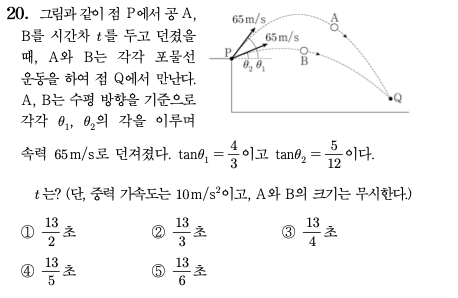 20. 그림과 같이 점 P에서 공 A,
B를 시간차 t를 두고 던졌을
때, A와 B는 각각 포물선
운동을 하여 점 Q에서 만난다.
A, B는 수평 방향을 기준으로
각각 θ₁, θ₂의 각을 이루며
속력 65m/s로 던져졌다. tanθ₁ = 4/3이고 tanθ₂ = 5/12이다.
65m/s
A
65m/s
P
B
θ₂ θ₁
Q
t는? (단, 중력 가속도는 10m/s²이고, A와 B의 크기는 무시한다.)
① 13/2초 ② 13/3초 ③ 13/4초
④ 13/5초 ⑤ 13/6초